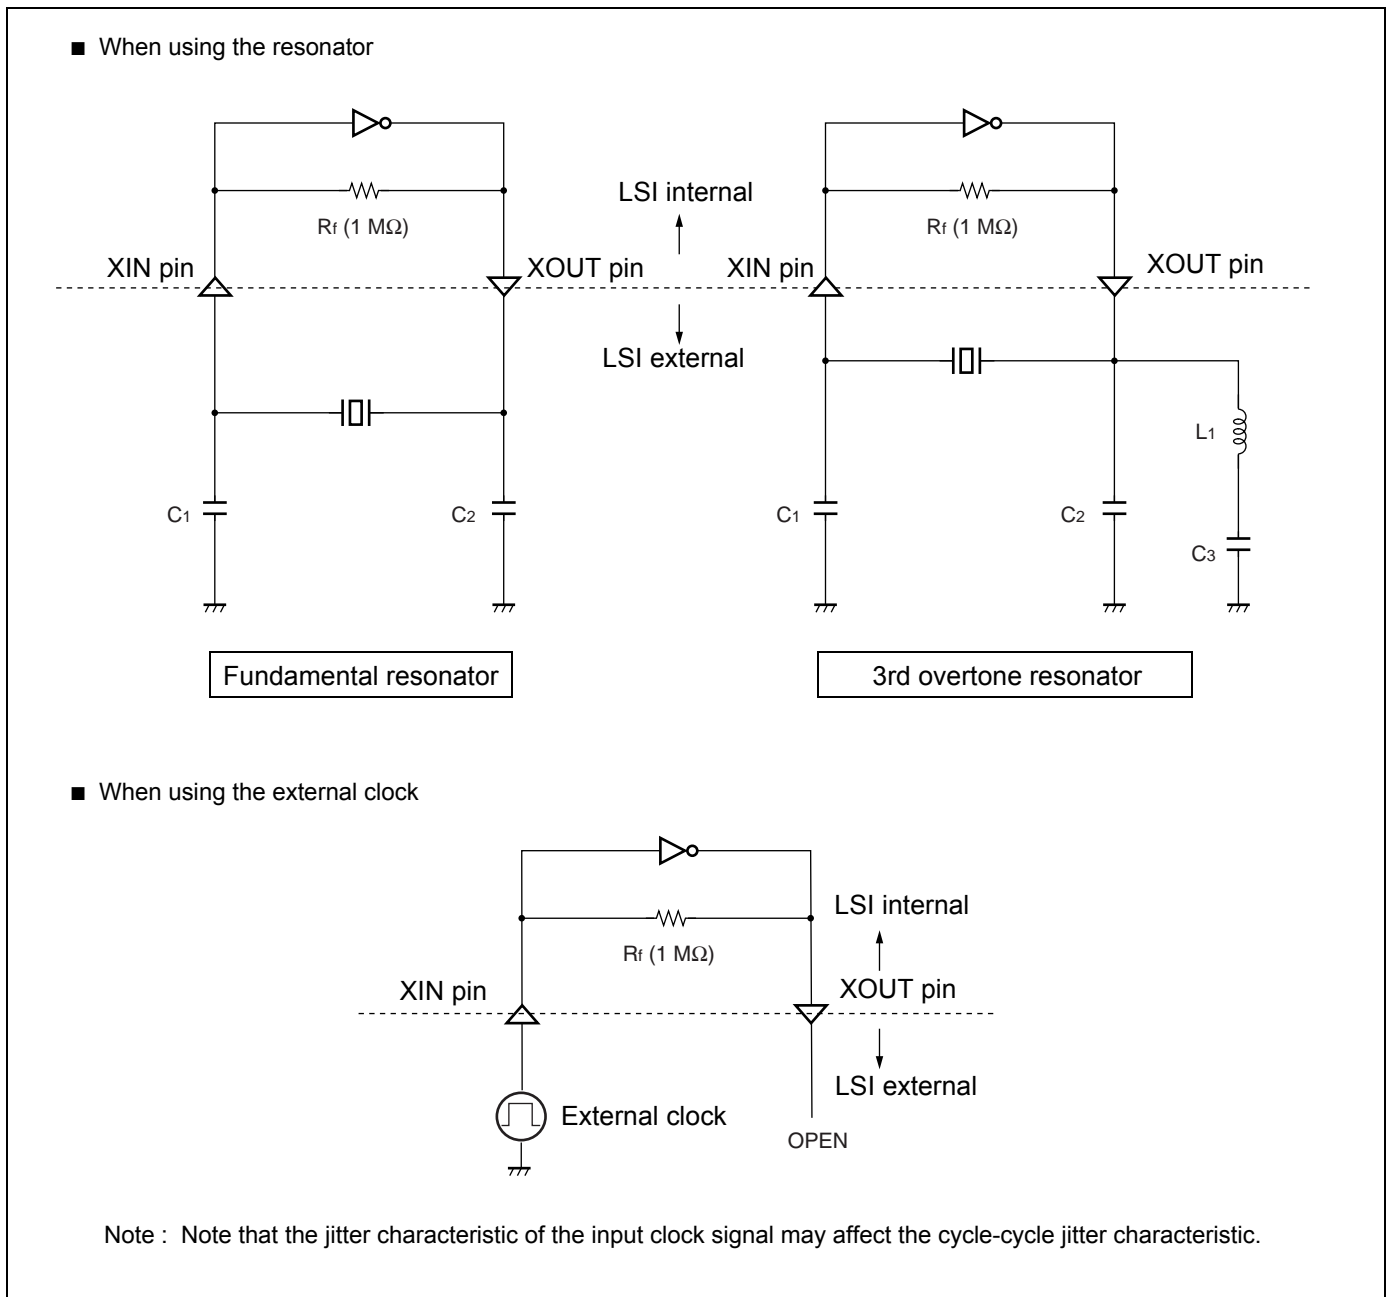 ■ When using the resonator
Rf (1 MΩ)
XIN pin
XOUT pin
C1
C2
LSI internal
LSI external
Rf (1 MΩ)
XIN pin
XOUT pin
C1
C2
L1
C3
Fundamental resonator
3rd overtone resonator
■ When using the external clock
Rf (1 MΩ)
LSI internal
XIN pin
XOUT pin
LSI external
External clock
OPEN
Note : Note that the jitter characteristic of the input clock signal may affect the cycle-cycle jitter characteristic.